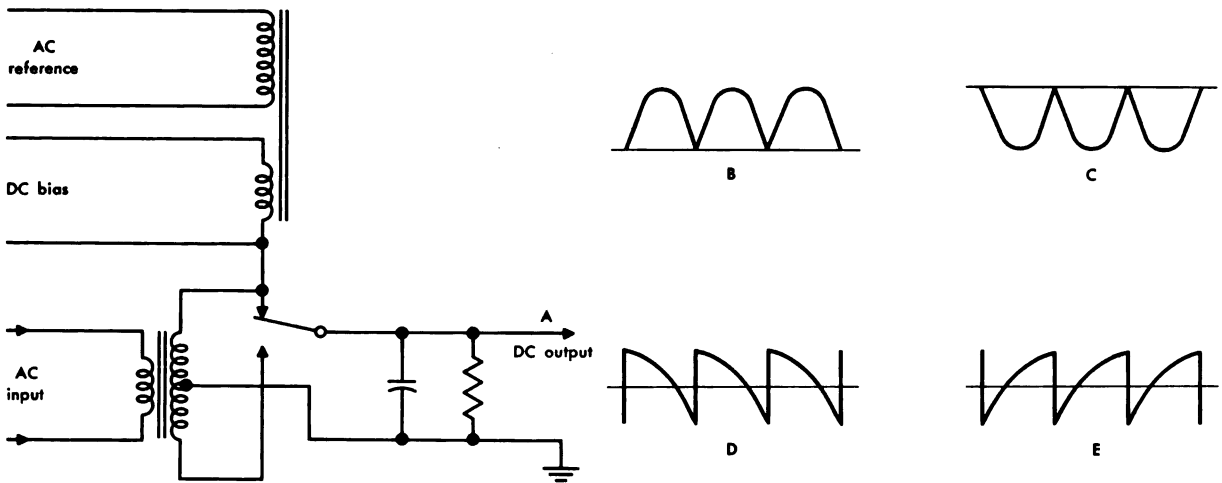 AC
reference
DC bias
AC
input
A
DC output
B
C
D
E